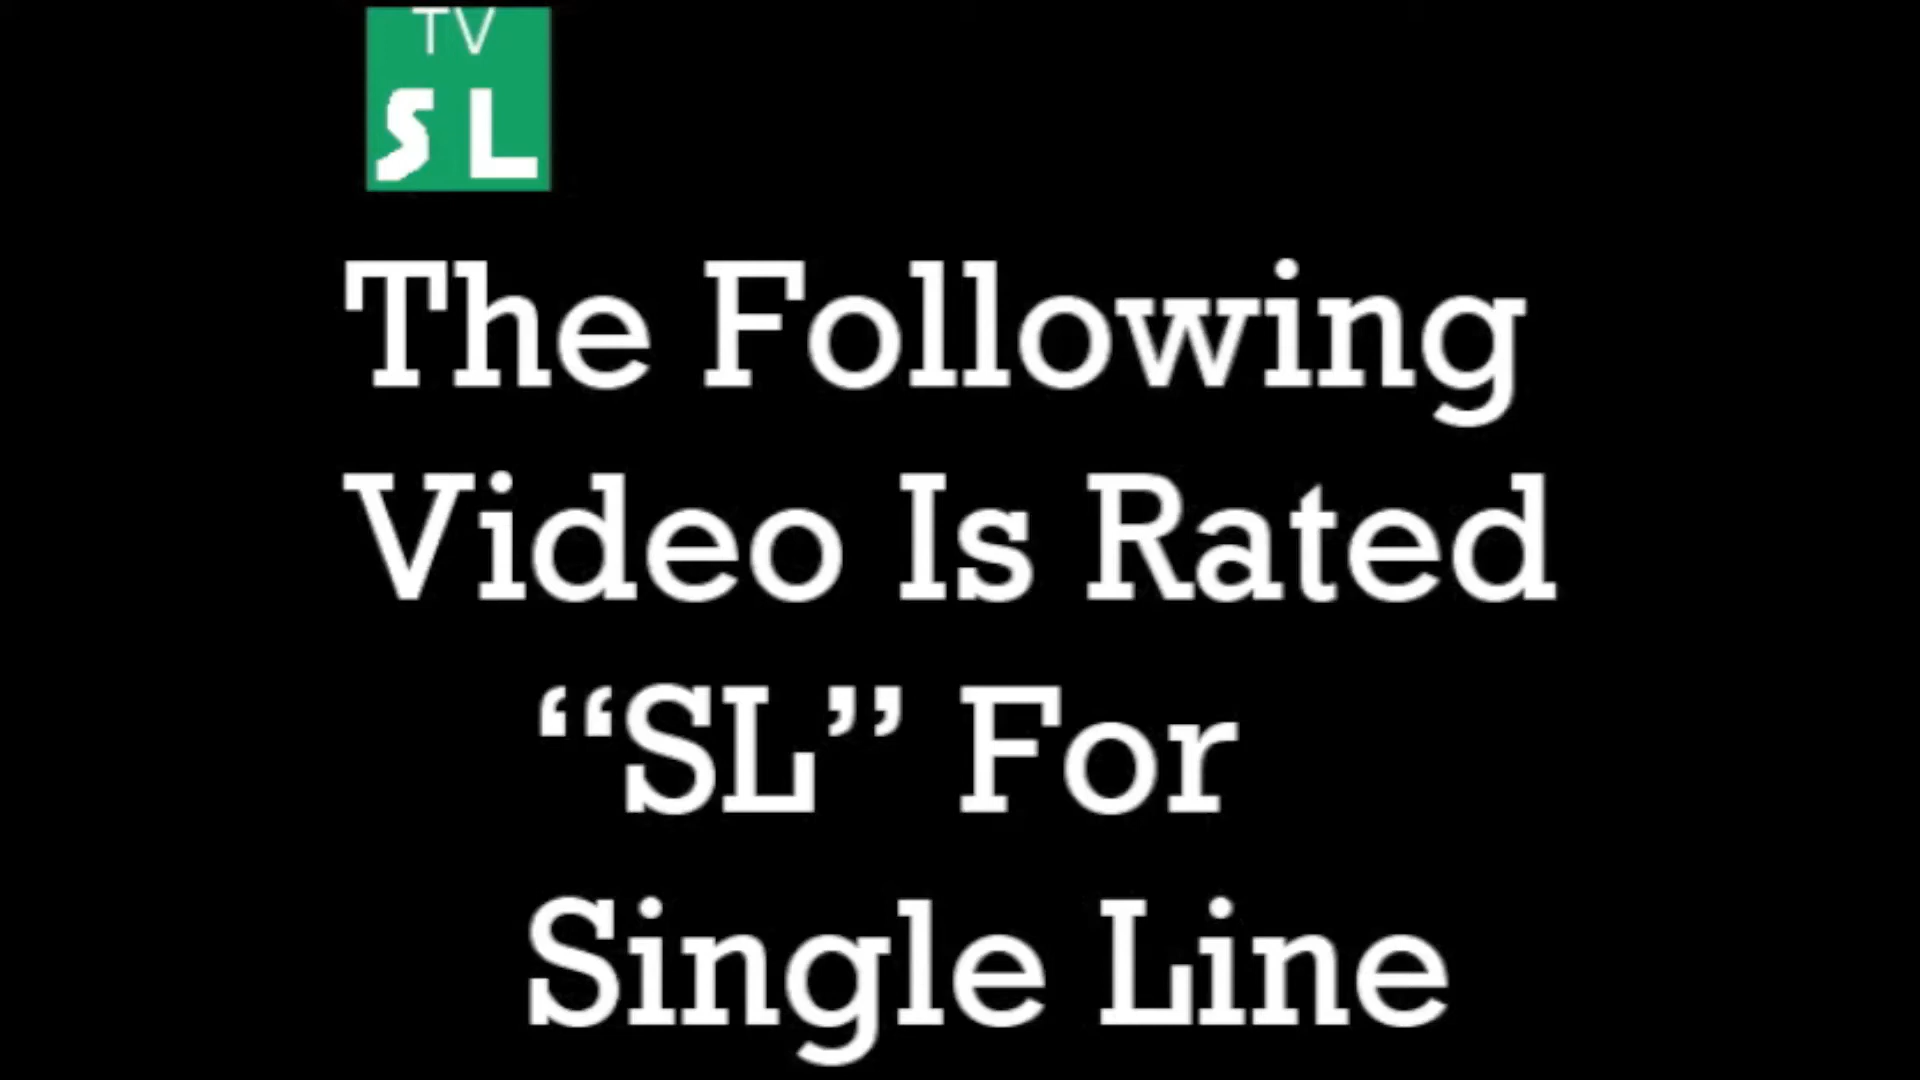 TV
SL
The Following
Video Is Rated
“SL” For
Single Line